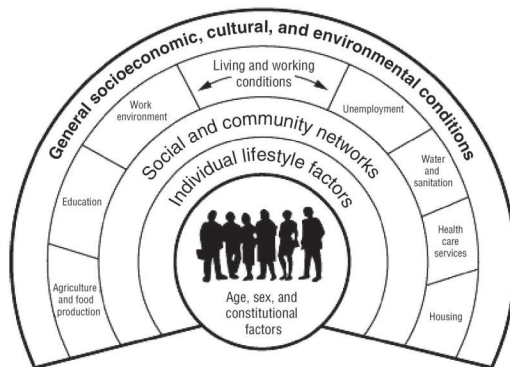 General socioeconomic, cultural, and environmental conditions
Living and working
conditions
Work
environment
Unemployment
Education
Water
and
sanitation
Agriculture
and food
production
Health
care
services
Housing
Social and community networks
Individual lifestyle factors
Age, sex, and
constitutional
factors